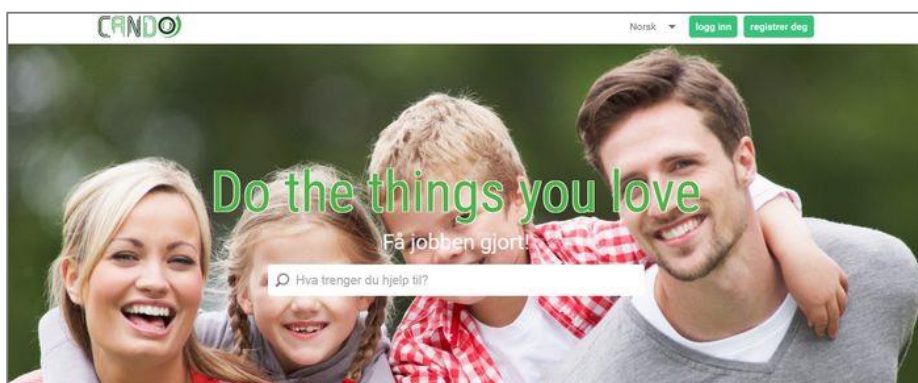 CANDO
Norsk
logg inn
registrer deg
Do the things you love
Få jobben gjort!
Hva trenger du hjelp til?